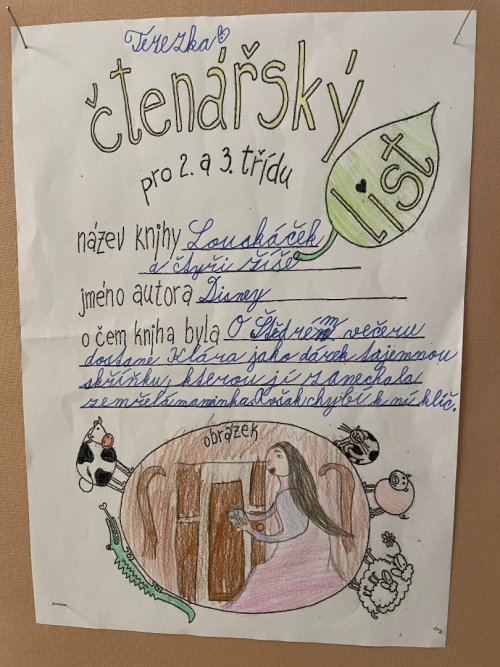 Terezka
čtenářský
list
pro 2. a 3. třídu
název knihy Louskáček
a čtyři říše
jméno autora Disney
o čem kniha byla O Štědrém večeru
dostane Klára jako dárek tajemnou
skříňku, kterou jí zanechala
zemřelá maminka. Však chybí k ní klíč.
obrázek